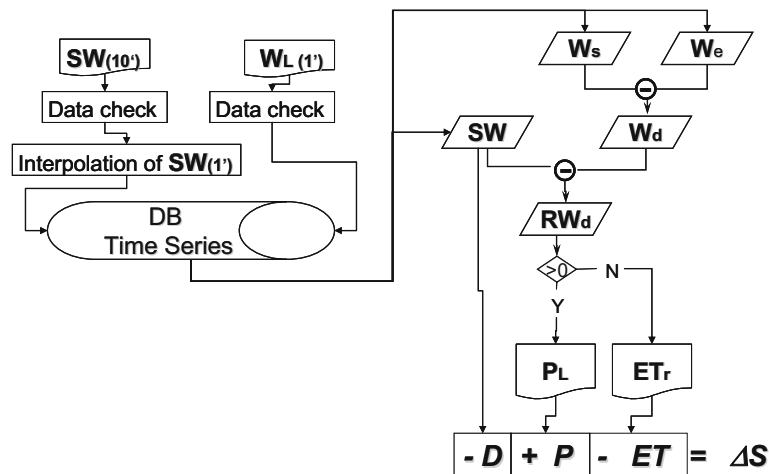 SW(10') WL (1')
Data check Data check
Interpolation of SW(1')
DB
Time Series
Ws We
SW Wd
RWd
>0 N
Y
PL ETr
- D + P - ET = ΔS